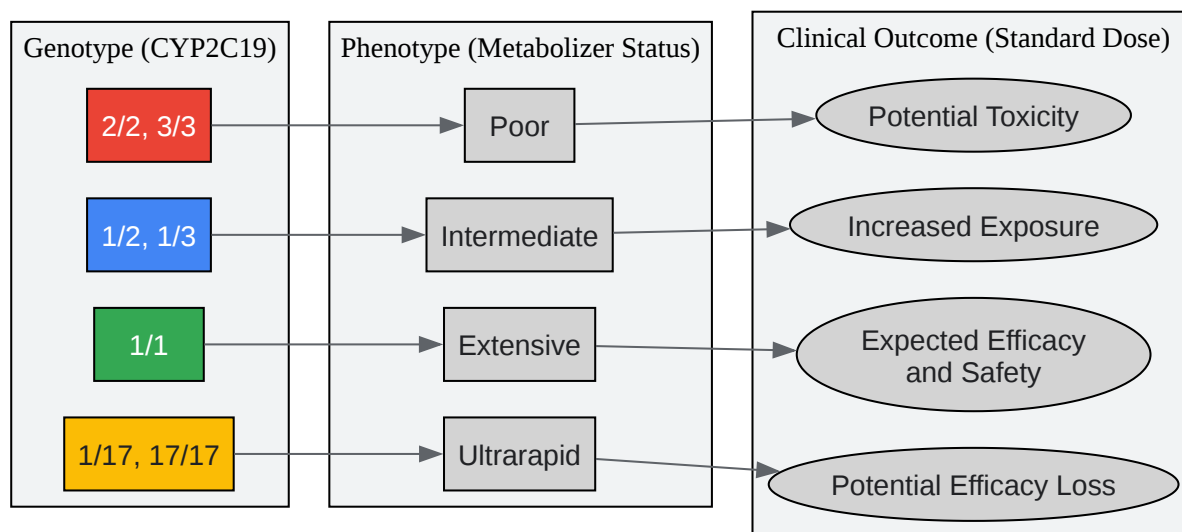 Genotype (CYP2C19)
2/2, 3/3
1/2, 1/3
1/1
1/17, 17/17
Phenotype (Metabolizer Status)
Poor
Intermediate
Extensive
Ultrarapid
Clinical Outcome (Standard Dose)
Potential Toxicity
Increased Exposure
Expected Efficacy
and Safety
Potential Efficacy Loss